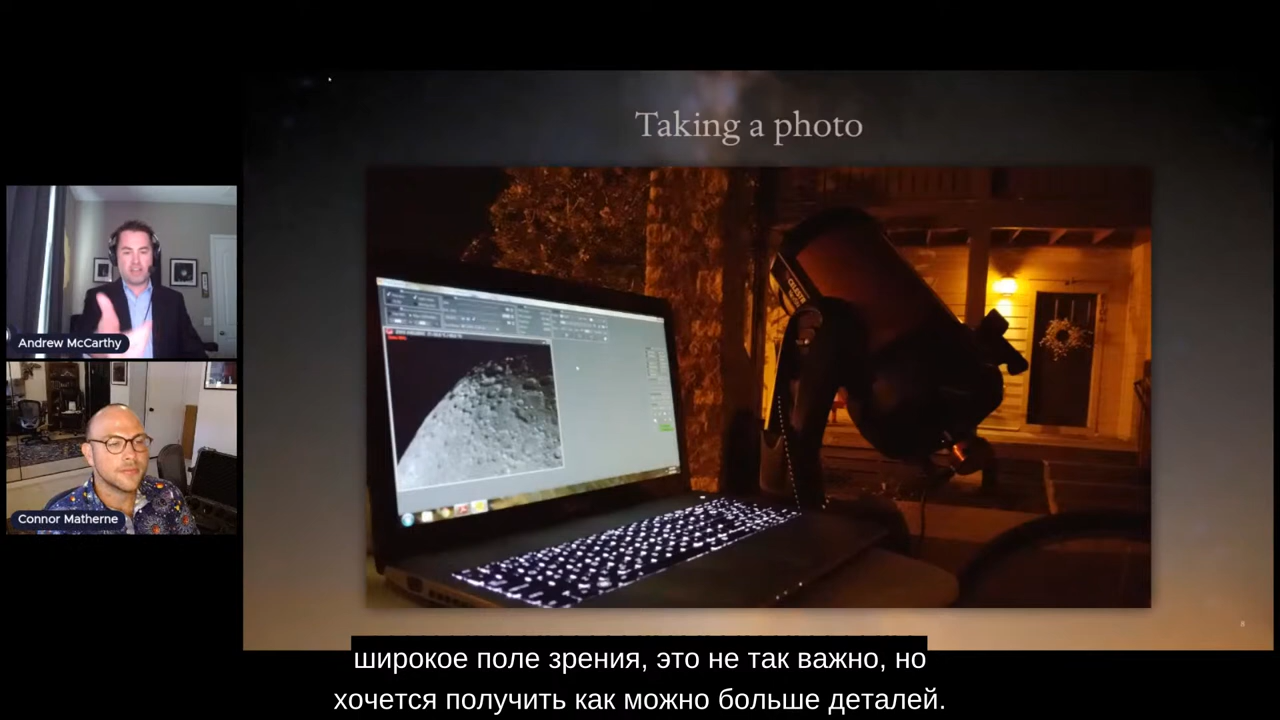 Taking a photo
Andrew McCarthy
Connor Matherne
8
широкое поле зрения, это не так важно, но
хочется получить как можно больше деталей.